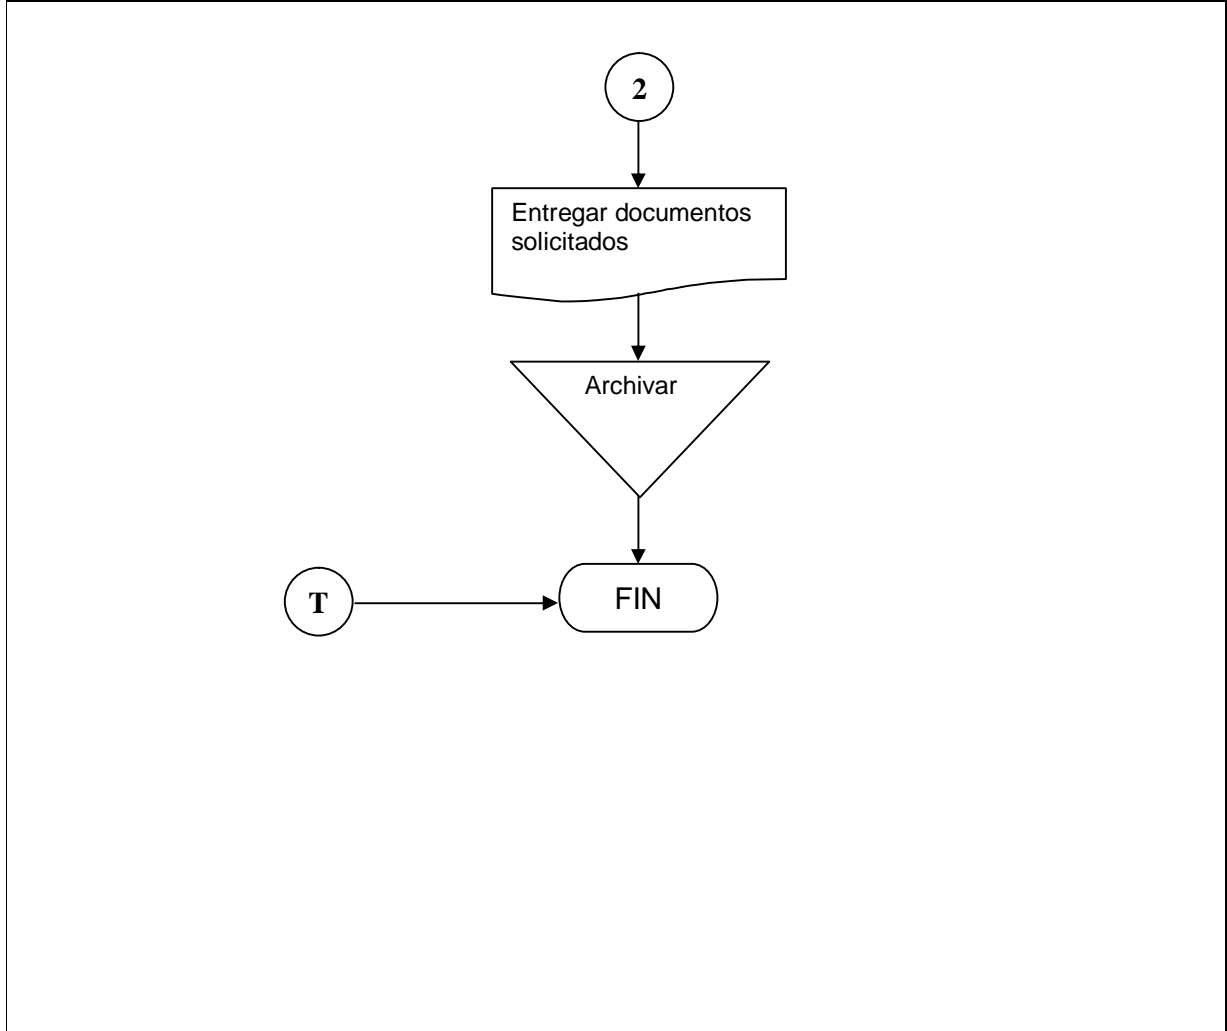 2
Entregar documentos
solicitados
Archivar
T
FIN